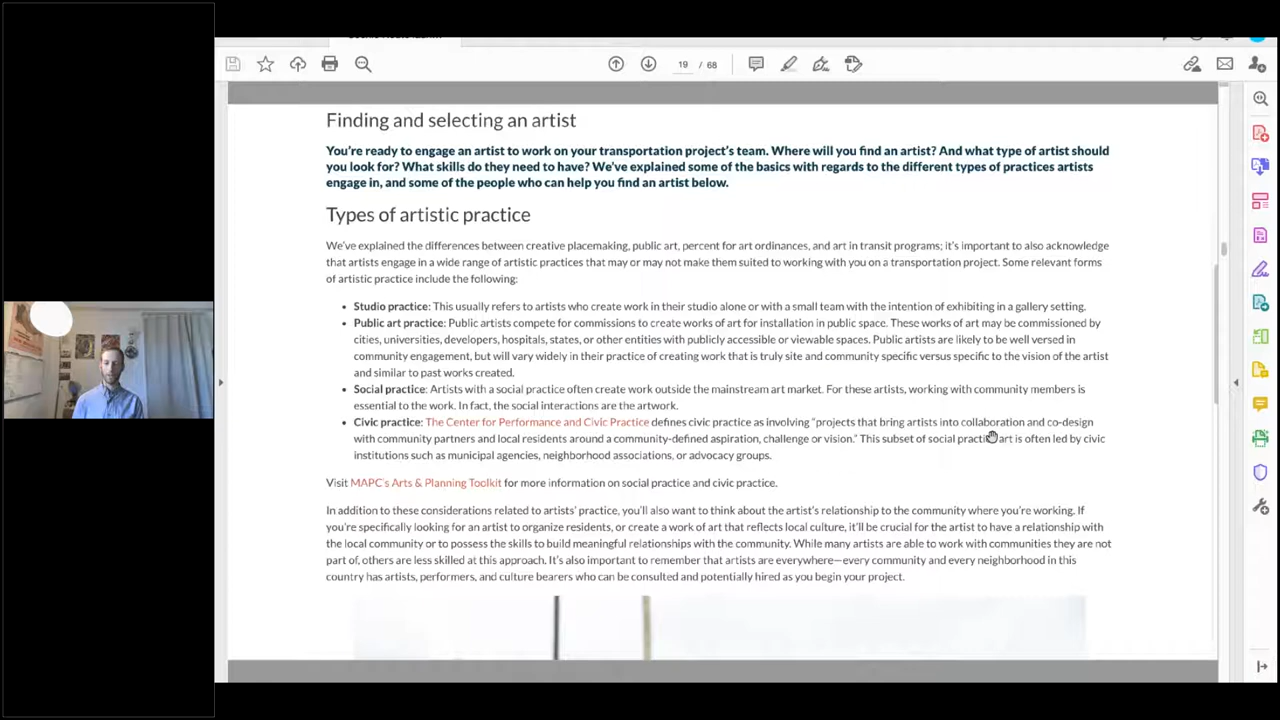 19 / 68
Finding and selecting an artist
You're ready to engage an artist to work on your transportation project's team. Where will you find an artist? And what type of artist should
you look for? What skills do they need to have? We've explained some of the basics with regards to the different types of practices artists
engage in, and some of the people who can help you find an artist below.
Types of artistic practice
We've explained the differences between creative placemaking, public art, percent for art ordinances, and art in transit programs; it's important to also acknowledge
that artists engage in a wide range of artistic practices that may or may not make them suited to working with you on a transportation project. Some relevant forms
of artistic practice include the following:
• Studio practice: This usually refers to artists who create work in their studio alone or with a small team with the intention of exhibiting in a gallery setting.
• Public art practice: Public artists compete for commissions to create works of art for installation in public space. These works of art may be commissioned by
cities, universities, developers, hospitals, states, or other entities with publicly accessible or viewable spaces. Public artists are likely to be well versed in
community engagement, but will vary widely in their practice of creating work that is truly site and community specific versus specific to the vision of the artist
and similar to past works created.
• Social practice: Artists with a social practice often create work outside the mainstream art market. For these artists, working with community members is
essential to the work. In fact, the social interactions are the artwork.
• Civic practice: The Center for Performance and Civic Practice defines civic practice as involving "projects that bring artists into collaboration and co-design
with community partners and local residents around a community-defined aspiration, challenge or vision." This subset of social practice art is often led by civic
institutions such as municipal agencies, neighborhood associations, or advocacy groups.
Visit MAPC's Arts & Planning Toolkit for more information on social practice and civic practice.
In addition to these considerations related to artists' practice, you'll also want to think about the artist's relationship to the community where you're working. If
you're specifically looking for an artist to organize residents, or create a work of art that reflects local culture, it'll be crucial for the artist to have a relationship with
the local community or to possess the skills to build meaningful relationships with the community. While many artists are able to work with communities they are not
part of, others are less skilled at this approach. It's also important to remember that artists are everywhere—every community and every neighborhood in this
country has artists, performers, and culture bearers who can be consulted and potentially hired as you begin your project.